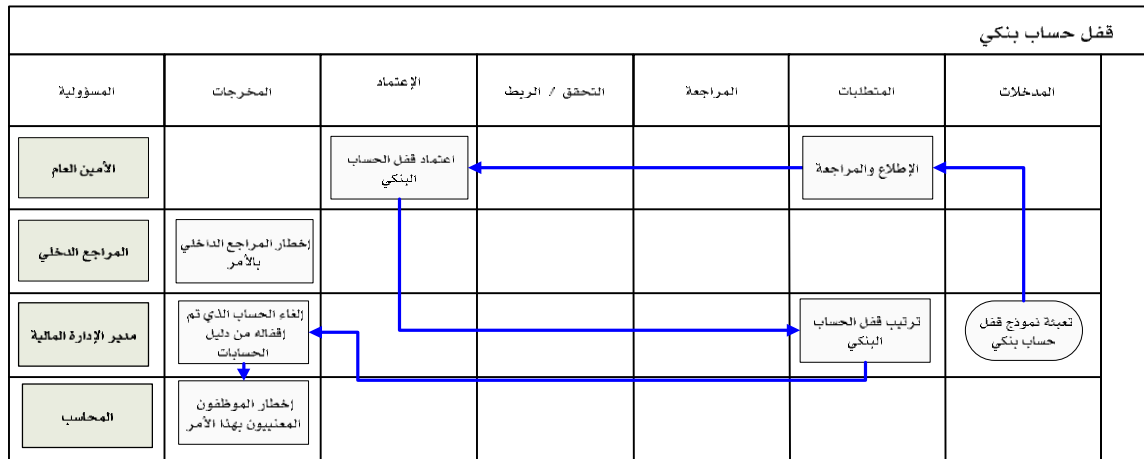 قفل حساب بنكي
المدخلات
المتطلبات
المراجعة
التحقق / الربط
الإعتماد
المخرجات
المسؤولية
الإطلاع والمراجعة
اعتماد قفل الحساب
البنكي
الأمين العام
إخطار المراجع الداخلي
بالأمر
المراجع الدخلي
تعبئة نموذج قفل
حساب بنكي
ترتيب قفل الحساب
البنكي
إلغاء الحساب الذي تم
إقفاله من دليل
الحسابات
مدير الإدارة المالية
إخطار الموظفون
المعنييون بهذا الأمر
المحاسب